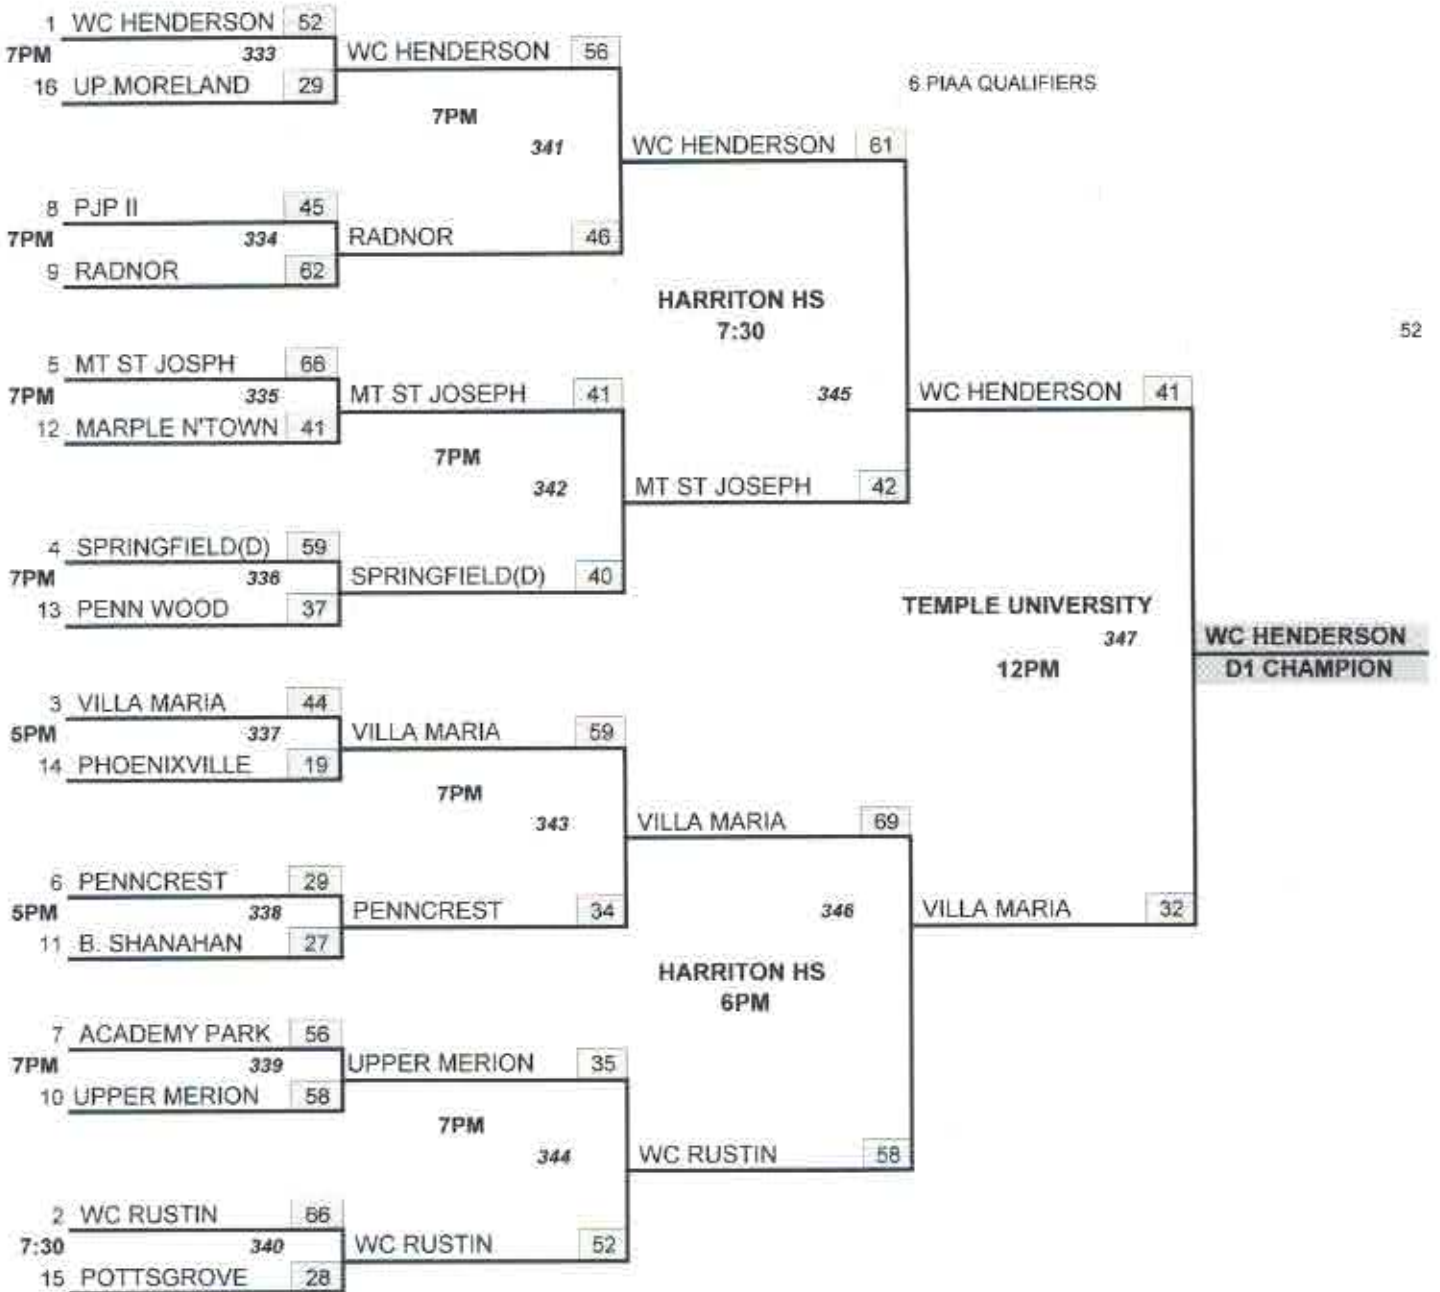 1 WC HENDERSON 52
7PM 333 WC HENDERSON 56
16 UP.MORELAND 29
6 PIAA QUALIFIERS
7PM
341 WC HENDERSON 61
8 PJP II 45
7PM 334 RADNOR 46
9 RADNOR 62
HARRITON HS
7:30
52
5 MT ST JOSPH 66
7PM 335 MT ST JOSEPH 41
345 WC HENDERSON 41
12 MARPLE N'TOWN 41
7PM
342 MT ST JOSEPH 42
4 SPRINGFIELD(D) 59
7PM 336 SPRINGFIELD(D) 40
13 PENN WOOD 37
TEMPLE UNIVERSITY
347 WC HENDERSON
12PM D1 CHAMPION
3 VILLA MARIA 44
5PM 337 VILLA MARIA 59
14 PHOENIXVILLE 19
7PM
343 VILLA MARIA 69
6 PENNCREST 29
5PM 338 PENNCREST 34
346 VILLA MARIA 32
11 B. SHANAHAN 27
HARRITON HS
6PM
7 ACADEMY PARK 56
7PM 339 UPPER MERION 35
10 UPPER MERION 58
7PM
344 WC RUSTIN 58
2 WC RUSTIN 66
7:30 340 WC RUSTIN 52
15 POTTSGROVE 28